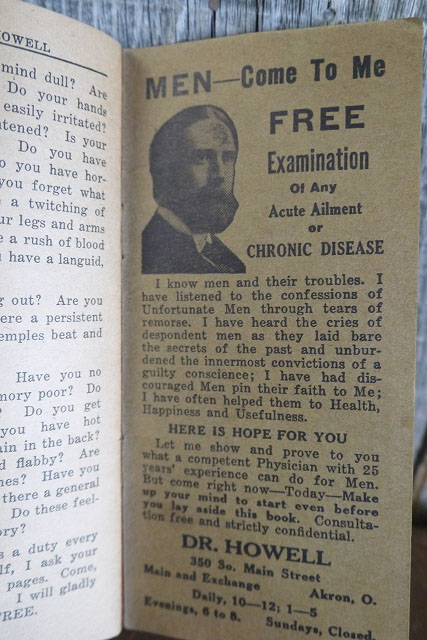 HOWELL
mind dull? Are
Do your hands
easily irritated?
Is your
Do you have
you have hor-
you forget what
a twitching of
legs and arms
a rush of blood
have a languid,
out? Are you
a persistent
temples beat and
Have you no
poor? Do
Do you get
you have hot
in the back?
flabby? Are
Have you
there a general
Do these feel-
a duty every
I ask your
pages. Come,
I will gladly
FREE.
MEN—Come To Me
FREE
Examination
Of Any
Acute Ailment
or
CHRONIC DISEASE
I know men and their troubles. I
have listened to the confessions of
Unfortunate Men through tears of
remorse. I have heard the cries of
despondent men as they laid bare
the secrets of the past and unbur-
dened the innermost convictions of a
guilty conscience; I have had dis-
couraged Men pin their faith to Me;
I have often helped them to Health,
Happiness and Usefulness.
HERE IS HOPE FOR YOU
Let me show and prove to you
what a competent Physician with 25
years' experience can do for Men.
But come right now—Today—Make
up your mind to start even before
you lay aside this book. Consulta-
tion free and strictly confidential.
DR. HOWELL
350 So. Main Street
Main and Exchange Akron, O.
Daily, 10—12; 1—5
Evenings, 6 to 8. Sundays, Closed.